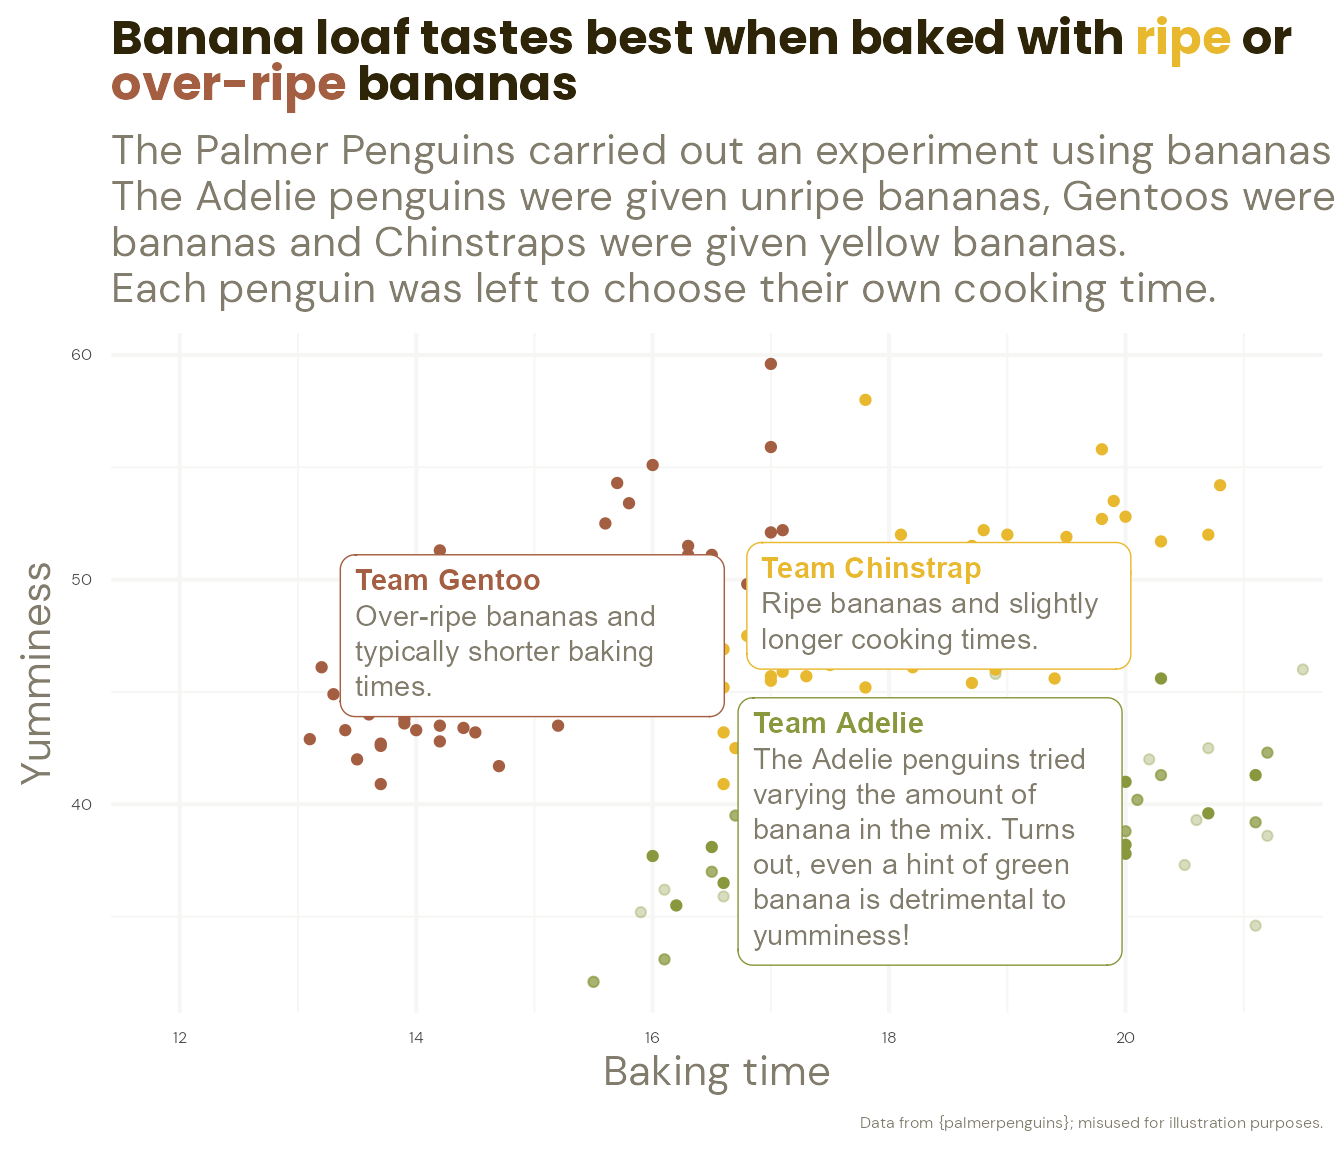 Banana loaf tastes best when baked with ripe or
over-ripe bananas
The Palmer Penguins carried out an experiment using bananas
The Adelie penguins were given unripe bananas, Gentoos were
bananas and Chinstraps were given yellow bananas.
Each penguin was left to choose their own cooking time.
60
50
40
Yumminess
Team Gentoo
Over-ripe bananas and
typically shorter baking
times.
Team Chinstrap
Ripe bananas and slightly
longer cooking times.
Team Adelie
The Adelie penguins tried
varying the amount of
banana in the mix. Turns
out, even a hint of green
banana is detrimental to
yumminess!
12 14 16 18 20
Baking time
Data from {palmerpenguins}; misused for illustration purposes.